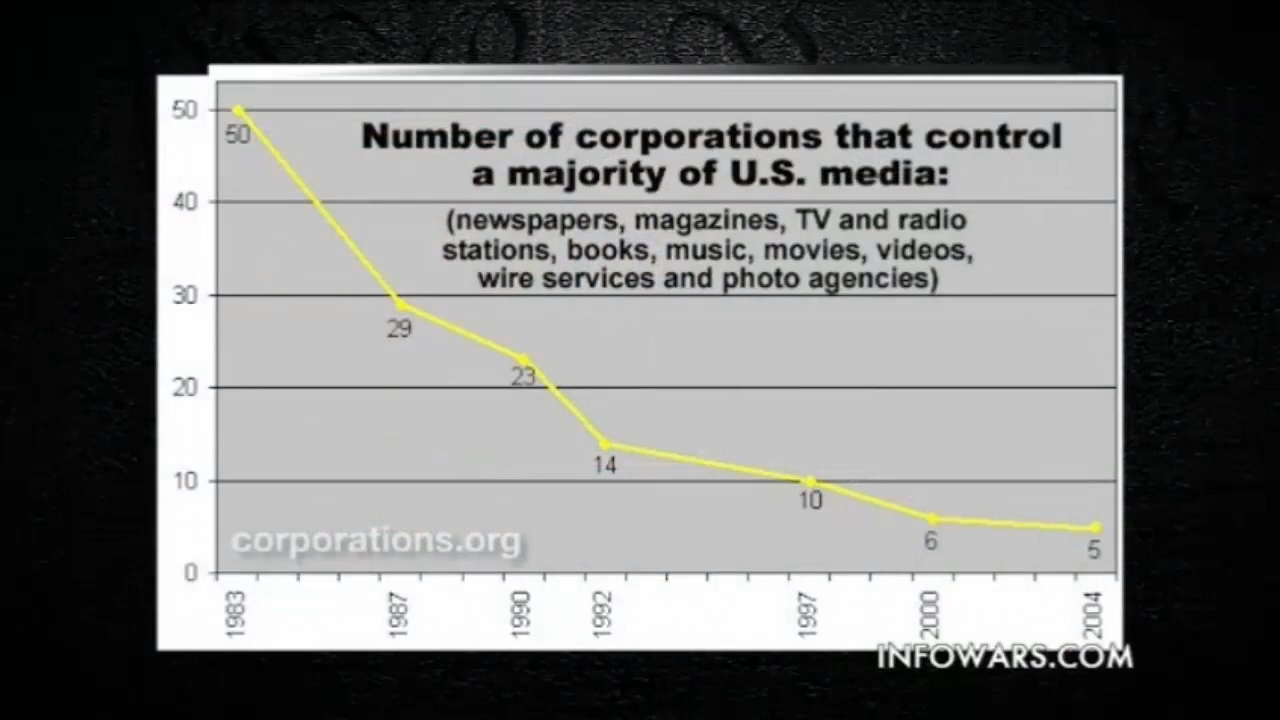 Number of corporations that control
a majority of U.S. media:
(newspapers, magazines, TV and radio
stations, books, music, movies, videos,
wire services and photo agencies)
50
40
30
20
10
0
50
29
23
14
10
6
5
corporations.org
1983
1987
1990
1992
1997
2000
2004
INFOWARS.COM